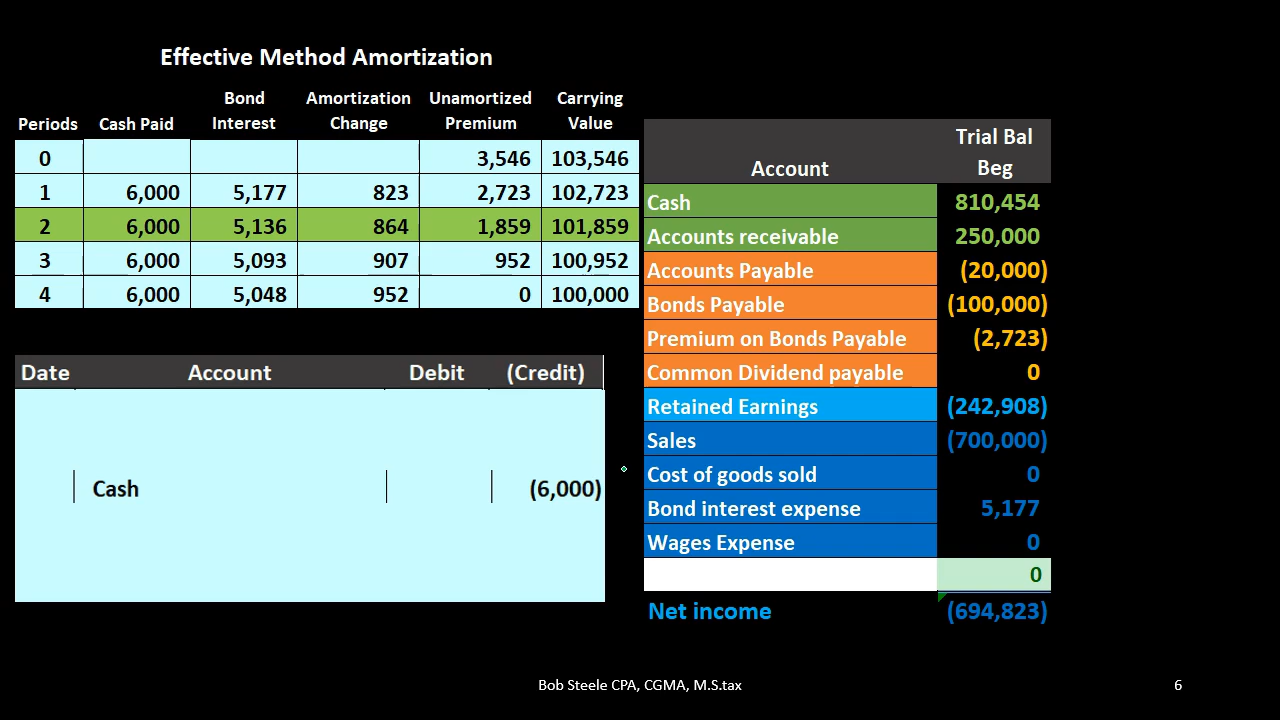 Effective Method Amortization
Periods Cash Paid Bond Interest Amortization Change Unamortized Premium Carrying Value
0 3,546 103,546
1 6,000 5,177 823 2,723 102,723
2 6,000 5,136 864 1,859 101,859
3 6,000 5,093 907 952 100,952
4 6,000 5,048 952 0 100,000
Date Account Debit (Credit)
Cash (6,000)
Account Trial Bal Beg
Cash 810,454
Accounts receivable 250,000
Accounts Payable (20,000)
Bonds Payable (100,000)
Premium on Bonds Payable (2,723)
Common Dividend payable 0
Retained Earnings (242,908)
Sales (700,000)
Cost of goods sold 0
Bond interest expense 5,177
Wages Expense 0
0
Net income (694,823)
Bob Steele CPA, CGMA, M.S.tax
6